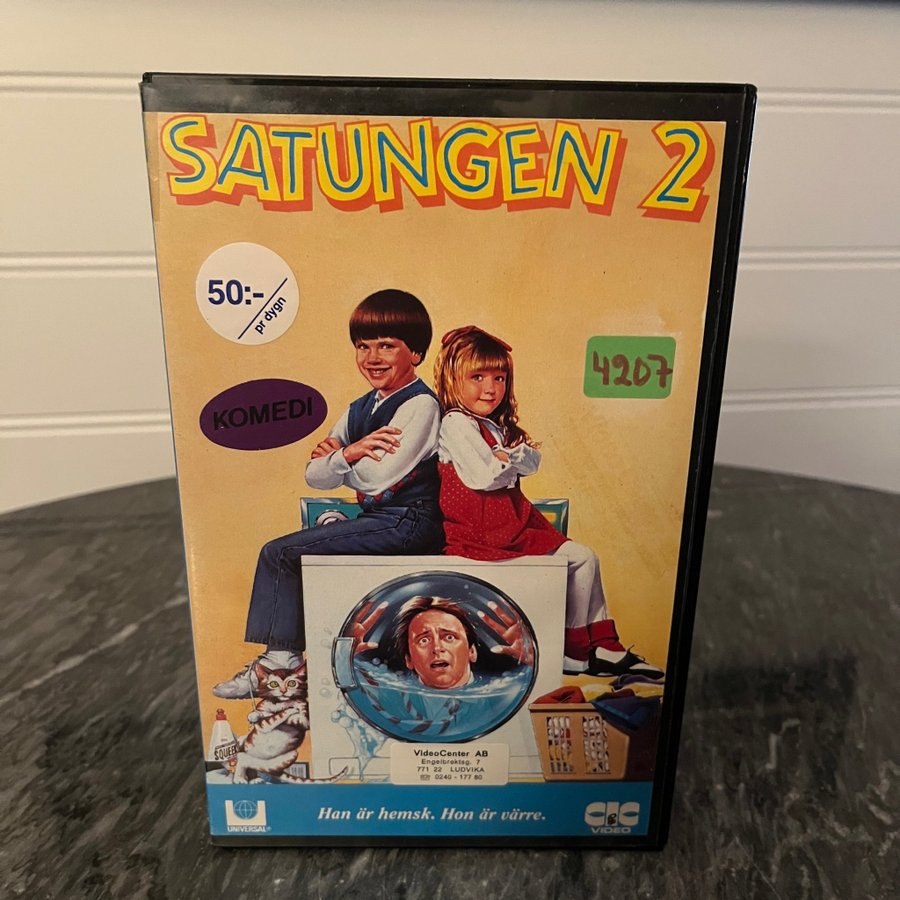 SATUNGEN 2
50:-
pr dygn
4207
KOMEDI
SQUEE
VideoCenter AB
Engelbrektsg. 7
771 22 LUDVIKA
☎ 0240 - 177 80
UNIVERSAL®
Han är hemsk. Hon är värre.
CIC
VIDEO